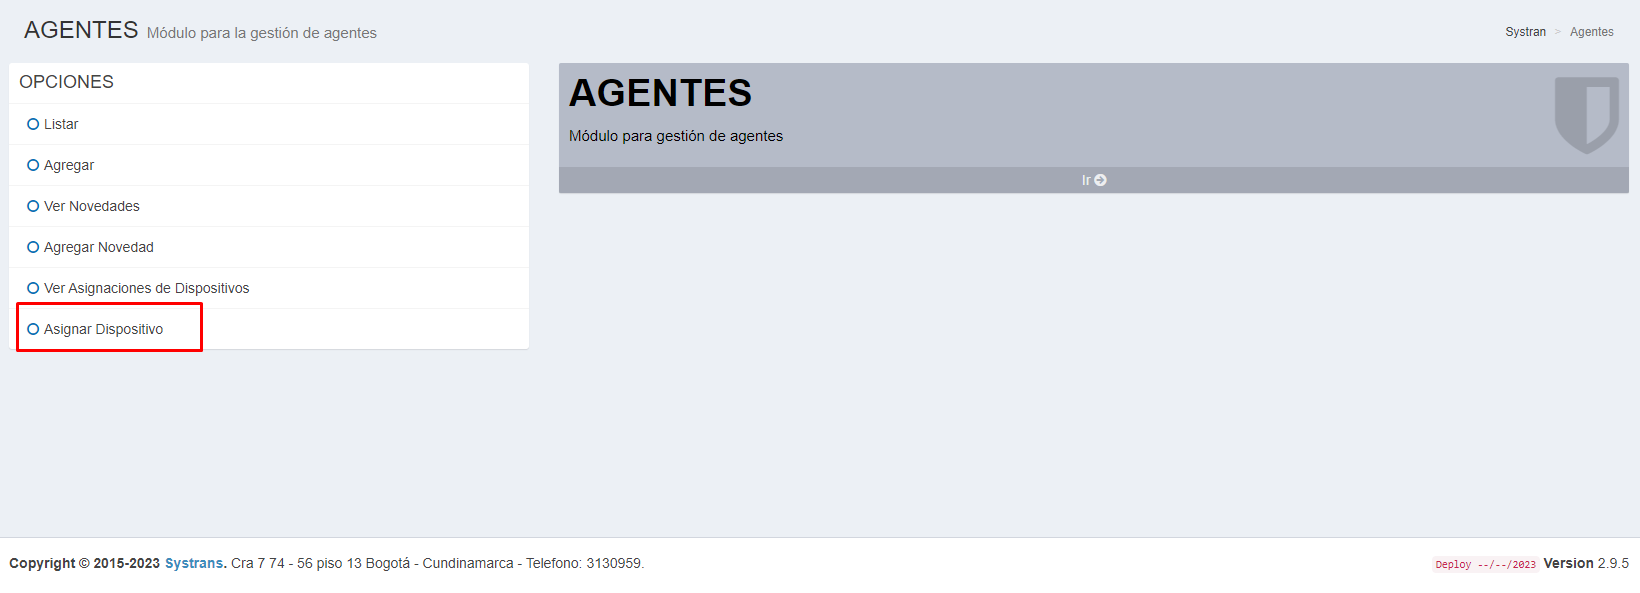 AGENTES Módulo para la gestión de agentes
Systran > Agentes
OPCIONES
Listar
Agregar
Ver Novedades
Agregar Novedad
Ver Asignaciones de Dispositivos
Asignar Dispositivo
AGENTES
Módulo para gestión de agentes
Ir
Copyright © 2015-2023 Systrans. Cra 7 74 - 56 piso 13 Bogotá - Cundinamarca - Telefono: 3130959.
Deploy --/--/2023 Version 2.9.5